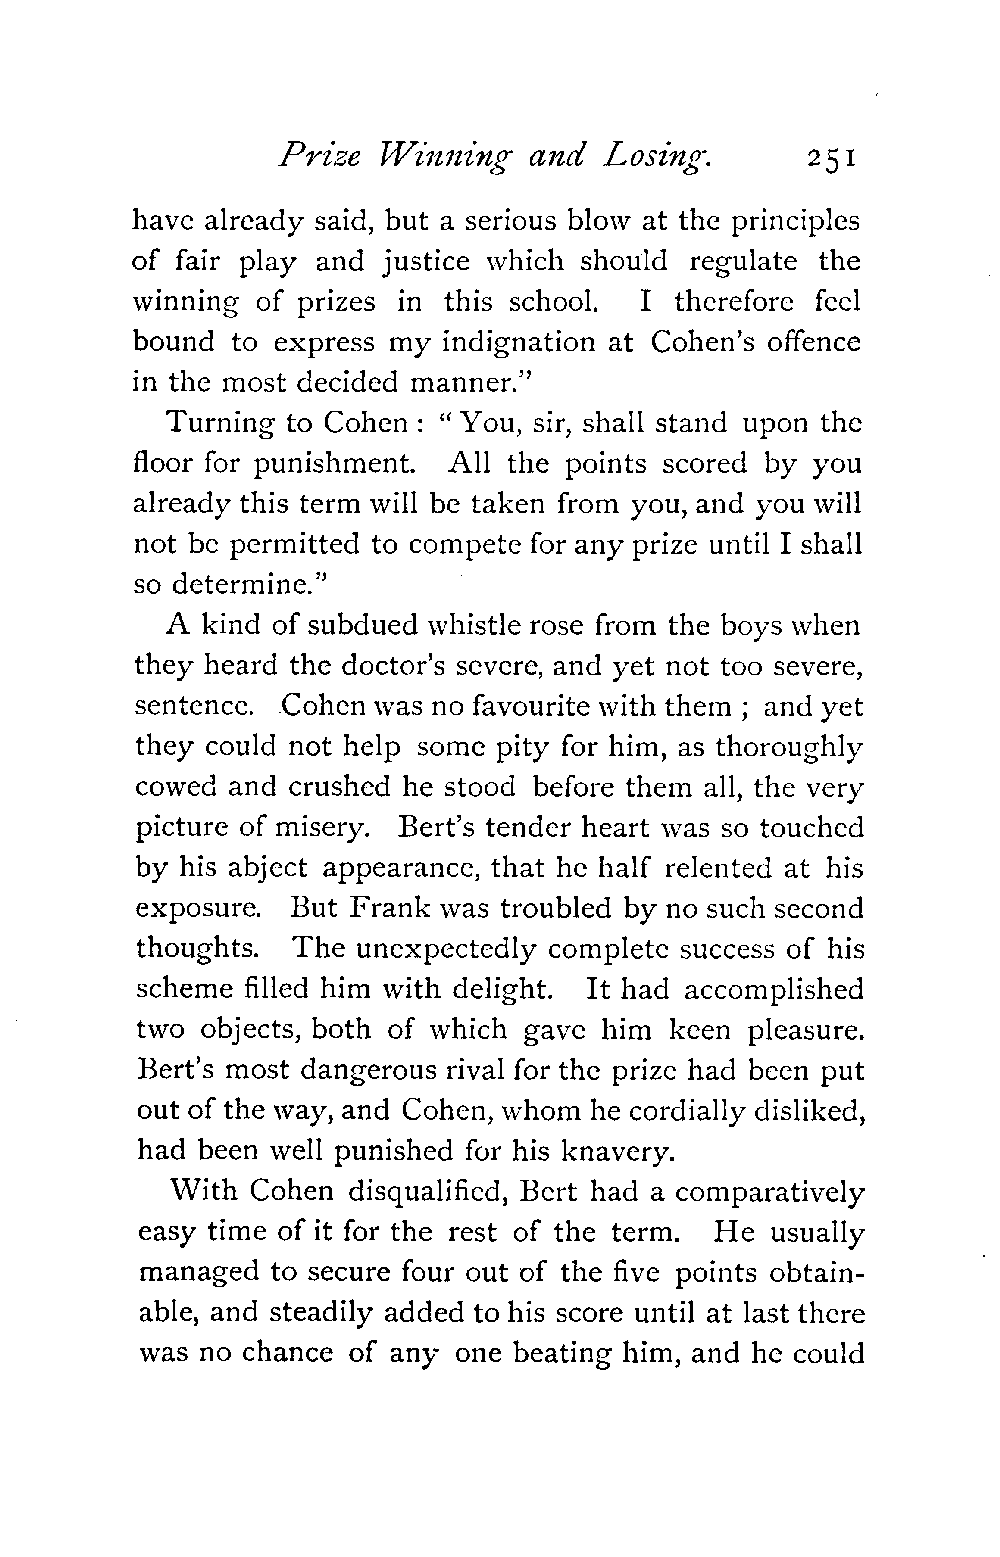 Prize Winning and Losing. 251
have already said, but a serious blow at the principles
of fair play and justice which should regulate the
winning of prizes in this school. I therefore feel
bound to express my indignation at Cohen's offence
in the most decided manner."
Turning to Cohen : " You, sir, shall stand upon the
floor for punishment. All the points scored by you
already this term will be taken from you, and you will
not be permitted to compete for any prize until I shall
so determine."
A kind of subdued whistle rose from the boys when
they heard the doctor's severe, and yet not too severe,
sentence. Cohen was no favourite with them ; and yet
they could not help some pity for him, as thoroughly
cowed and crushed he stood before them all, the very
picture of misery. Bert's tender heart was so touched
by his abject appearance, that he half relented at his
exposure. But Frank was troubled by no such second
thoughts. The unexpectedly complete success of his
scheme filled him with delight. It had accomplished
two objects, both of which gave him keen pleasure.
Bert's most dangerous rival for the prize had been put
out of the way, and Cohen, whom he cordially disliked,
had been well punished for his knavery.
With Cohen disqualified, Bert had a comparatively
easy time of it for the rest of the term. He usually
managed to secure four out of the five points obtain-
able, and steadily added to his score until at last there
was no chance of any one beating him, and he could